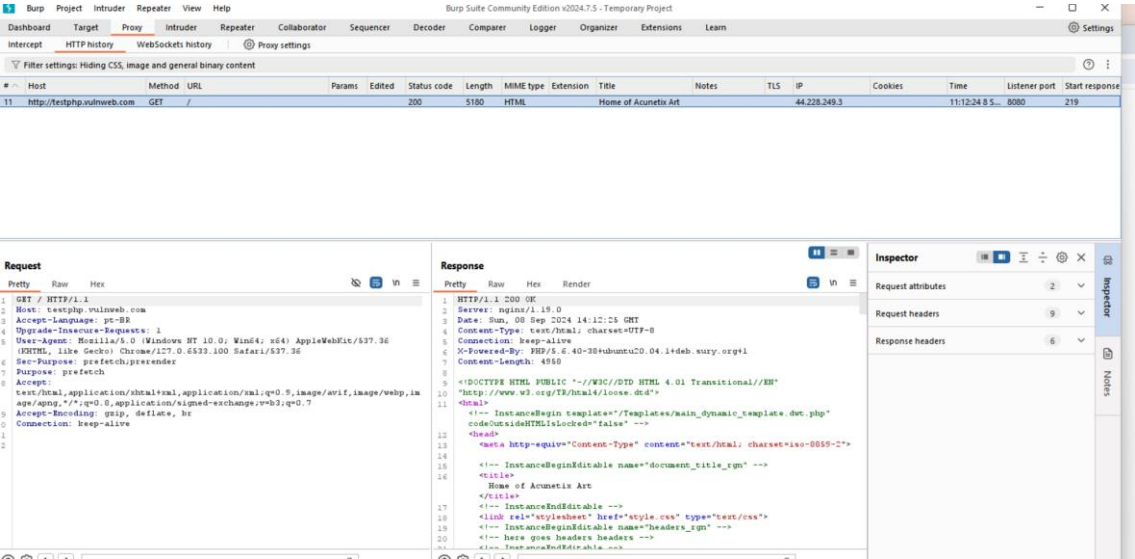 Burp Project Intruder Repeater View Help Burp Suite Community Edition v2024.7.5 - Temporary Project
Dashboard Target Proxy Intruder Repeater Collaborator Sequencer Decoder Comparer Logger Organizer Extensions Learn Settings
Intercept HTTP history WebSockets history Proxy settings
Filter settings: Hiding CSS, image and general binary content
# Host Method URL Params Edited Status code Length MIME type Extension Title Notes TLS IP Cookies Time Listener port Start response
11 http://testphp.vulnweb.com GET / 200 5180 HTML Home of Acunetix Art 44.228.249.3 11:12:24 8 S... 8080 219
Request
Pretty Raw Hex
1 GET / HTTP/1.1
2 Host: testphp.vulnweb.com
3 Accept-Language: pt-BR
4 Upgrade-Insecure-Requests: 1
5 User-Agent: Mozilla/5.0 (Windows NT 10.0; Win64; x64) AppleWebKit/537.36
(KHTML, like Gecko) Chrome/127.0.6533.100 Safari/537.36
6 Sec-Purpose: prefetch;prerender
7 Purpose: prefetch
8 Accept:
text/html,application/xhtml+xml,application/xml;q=0.9,image/avif,image/webp,im
age/apng,*/*;q=0.8,application/signed-exchange;v=b3;q=0.7
9 Accept-Encoding: gzip, deflate, br
0 Connection: keep-alive
1
2
Response
Pretty Raw Hex Render
1 HTTP/1.1 200 OK
2 Server: nginx/1.19.0
3 Date: Sun, 08 Sep 2024 14:12:25 GMT
4 Content-Type: text/html; charset=UTF-8
5 Connection: keep-alive
6 X-Powered-By: PHP/5.6.40-38+ubuntu20.04.1+deb.sury.org+1
7 Content-Length: 4958
8
9 <!DOCTYPE HTML PUBLIC "-//W3C//DTD HTML 4.01 Transitional//EN"
10 "http://www.w3.org/TR/html4/loose.dtd">
11 <html>
<!-- InstanceBegin template="/Templates/main_dynamic_template.dwt.php"
codeOutsideHTMLIsLocked="false" -->
12 <head>
13 <meta http-equiv="Content-Type" content="text/html; charset=iso-8859-2">
14
15 <!-- InstanceBeginEditable name="document_title_rgn" -->
16 <title>
Home of Acunetix Art
</title>
17 <!-- InstanceEndEditable -->
18 <link rel="stylesheet" href="style.css" type="text/css">
19 <!-- InstanceBeginEditable name="headers_rgn" -->
20 <!-- here goes headers headers -->
<!-- InstanceEndEditable -->
Inspector
Request attributes 2
Request headers 9
Response headers 6
Inspector
Notes